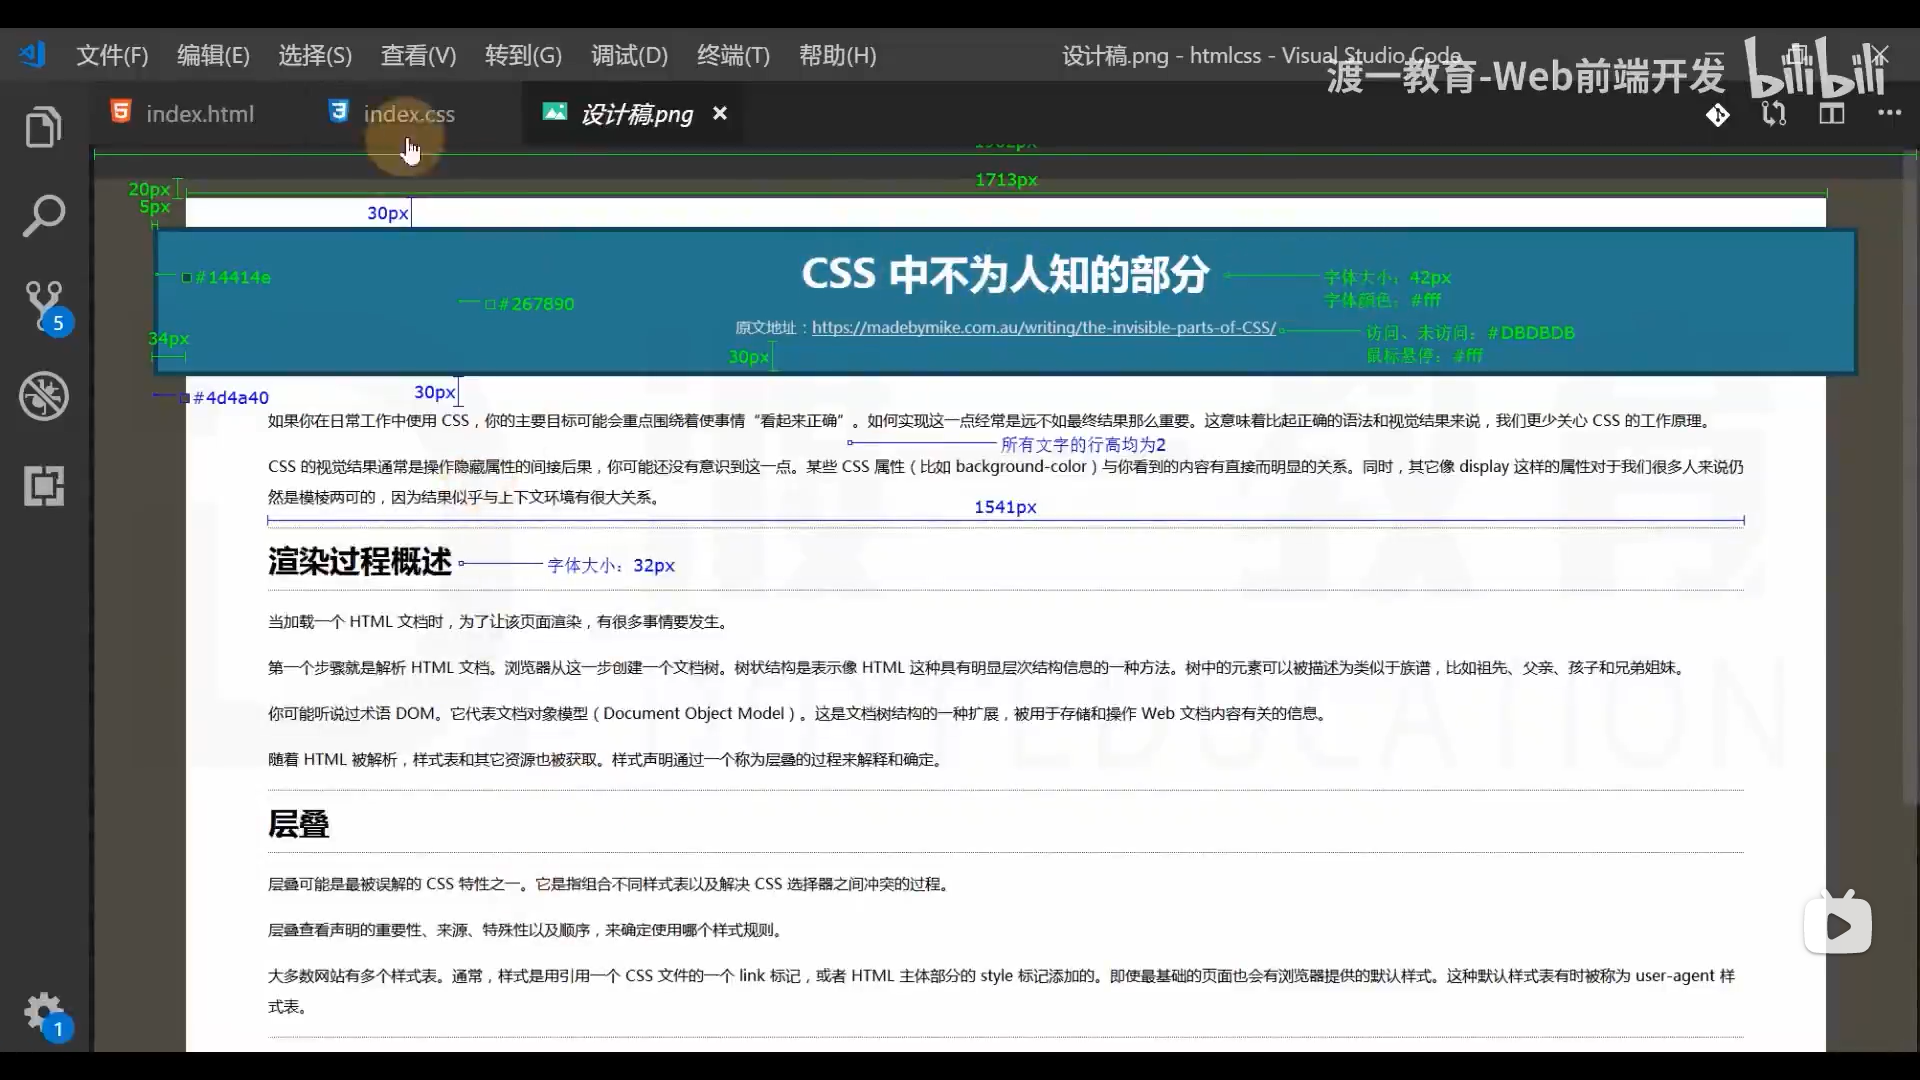 文件(F) 编辑(E) 选择(S) 查看(V) 转到(G) 调试(D) 终端(T) 帮助(H) 设计稿.png - htmlcss - Visual Studio Code
渡一教育-Web前端开发 bilibili
index.html index.css 设计稿.png
1713px
20px
5px
30px
CSS 中不为人知的部分
#14414e
字体大小：42px
#267890
字体颜色：#fff
原文地址：https://madebymike.com.au/writing/the-invisible-parts-of-CSS/
访问、未访问：#DBDBDB
34px
30px
鼠标悬停：#fff
5
#4d4a40
30px
如果你在日常工作中使用 CSS，你的主要目标可能会重点围绕着使事情“看起来正确”。如何实现这一点经常是远不如最终结果那么重要。这意味着比起正确的语法和视觉结果来说，我们更少关心 CSS 的工作原理。
所有文字的行高均为2
CSS 的视觉结果通常是操作隐藏属性的间接后果，你可能还没有意识到这一点。某些 CSS 属性（比如 background-color）与你看到的内容有直接而明显的关系。同时，其它像 display 这样的属性对于我们很多人来说仍
然是模棱两可的，因为结果似乎与上下文环境有很大关系。
1541px
渲染过程概述
字体大小：32px
当加载一个 HTML 文档时，为了让该页面渲染，有很多事情要发生。
第一个步骤就是解析 HTML 文档。浏览器从这一步创建一个文档树。树状结构是表示像 HTML 这种具有明显层次结构信息的一种方法。树中的元素可以被描述为类似于族谱，比如祖先、父亲、孩子和兄弟姐妹。
你可能听说过术语 DOM。它代表文档对象模型（Document Object Model）。这是文档树结构的一种扩展，被用于存储和操作 Web 文档内容有关的信息。
随着 HTML 被解析，样式表和其它资源也被获取。样式声明通过一个称为层叠的过程来解释和确定。
层叠
层叠可能是最被误解的 CSS 特性之一。它是指组合不同样式表以及解决 CSS 选择器之间冲突的过程。
层叠查看声明的重要性、来源、特殊性以及顺序，来确定使用哪个样式规则。
大多数网站有多个样式表。通常，样式是用引用一个 CSS 文件的一个 link 标记，或者 HTML 主体部分的 style 标记添加的。即使最基础的页面也会有浏览器提供的默认样式。这种默认样式表有时被称为 user-agent 样
式表。
1